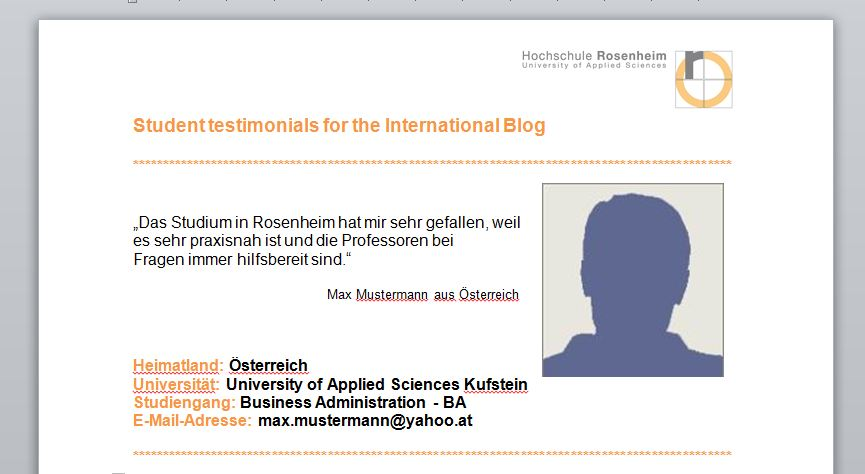 Hochschule Rosenheim
University of Applied Sciences
r
Student testimonials for the International Blog
****************************************************************************************************
„Das Studium in Rosenheim hat mir sehr gefallen, weil
es sehr praxisnah ist und die Professoren bei
Fragen immer hilfsbereit sind.“
Max Mustermann aus Österreich
Heimatland: Österreich
Universität: University of Applied Sciences Kufstein
Studiengang: Business Administration - BA
E-Mail-Adresse: max.mustermann@yahoo.at
****************************************************************************************************